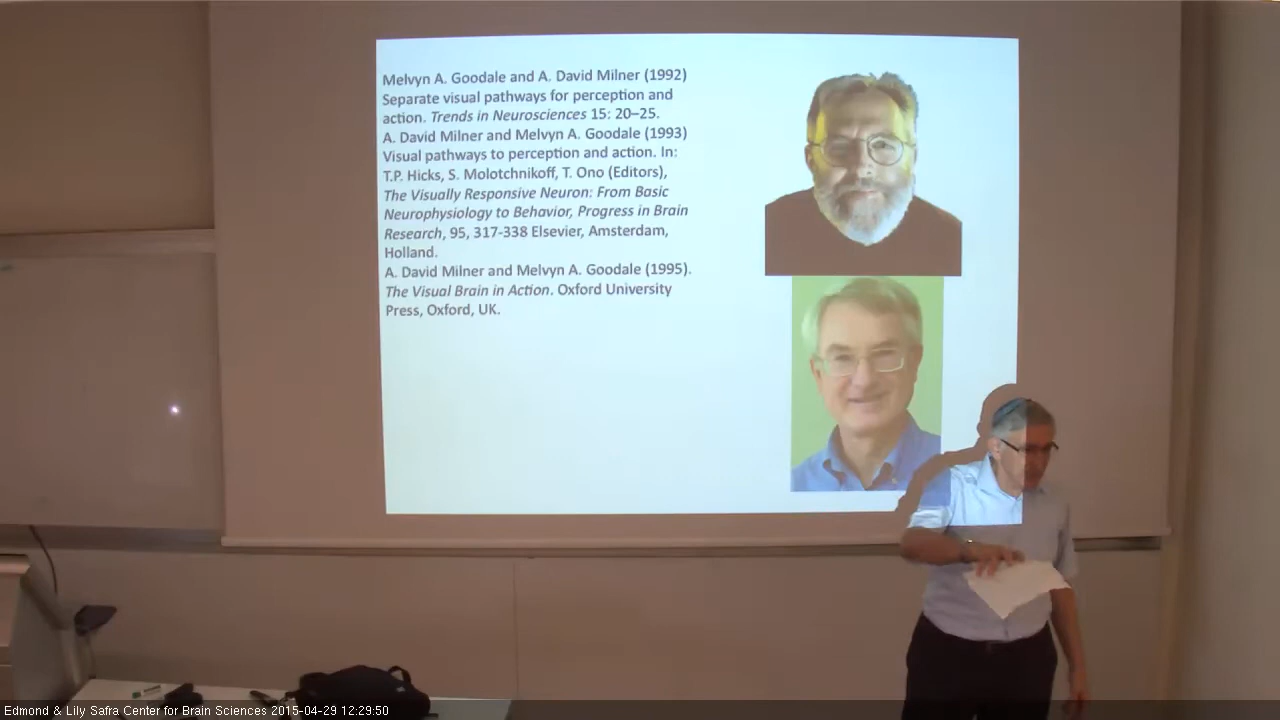 Melvyn A. Goodale and A. David Milner (1992)
Separate visual pathways for perception and
action. Trends in Neurosciences 15: 20–25.
A. David Milner and Melvyn A. Goodale (1993)
Visual pathways to perception and action. In:
T.P. Hicks, S. Molotchnikoff, T. Ono (Editors),
The Visually Responsive Neuron: From Basic
Neurophysiology to Behavior, Progress in Brain
Research, 95, 317-338 Elsevier, Amsterdam,
Holland.
A. David Milner and Melvyn A. Goodale (1995).
The Visual Brain in Action. Oxford University
Press, Oxford, UK.
Edmond & Lily Safra Center for Brain Sciences 2015-04-29 12:29:50